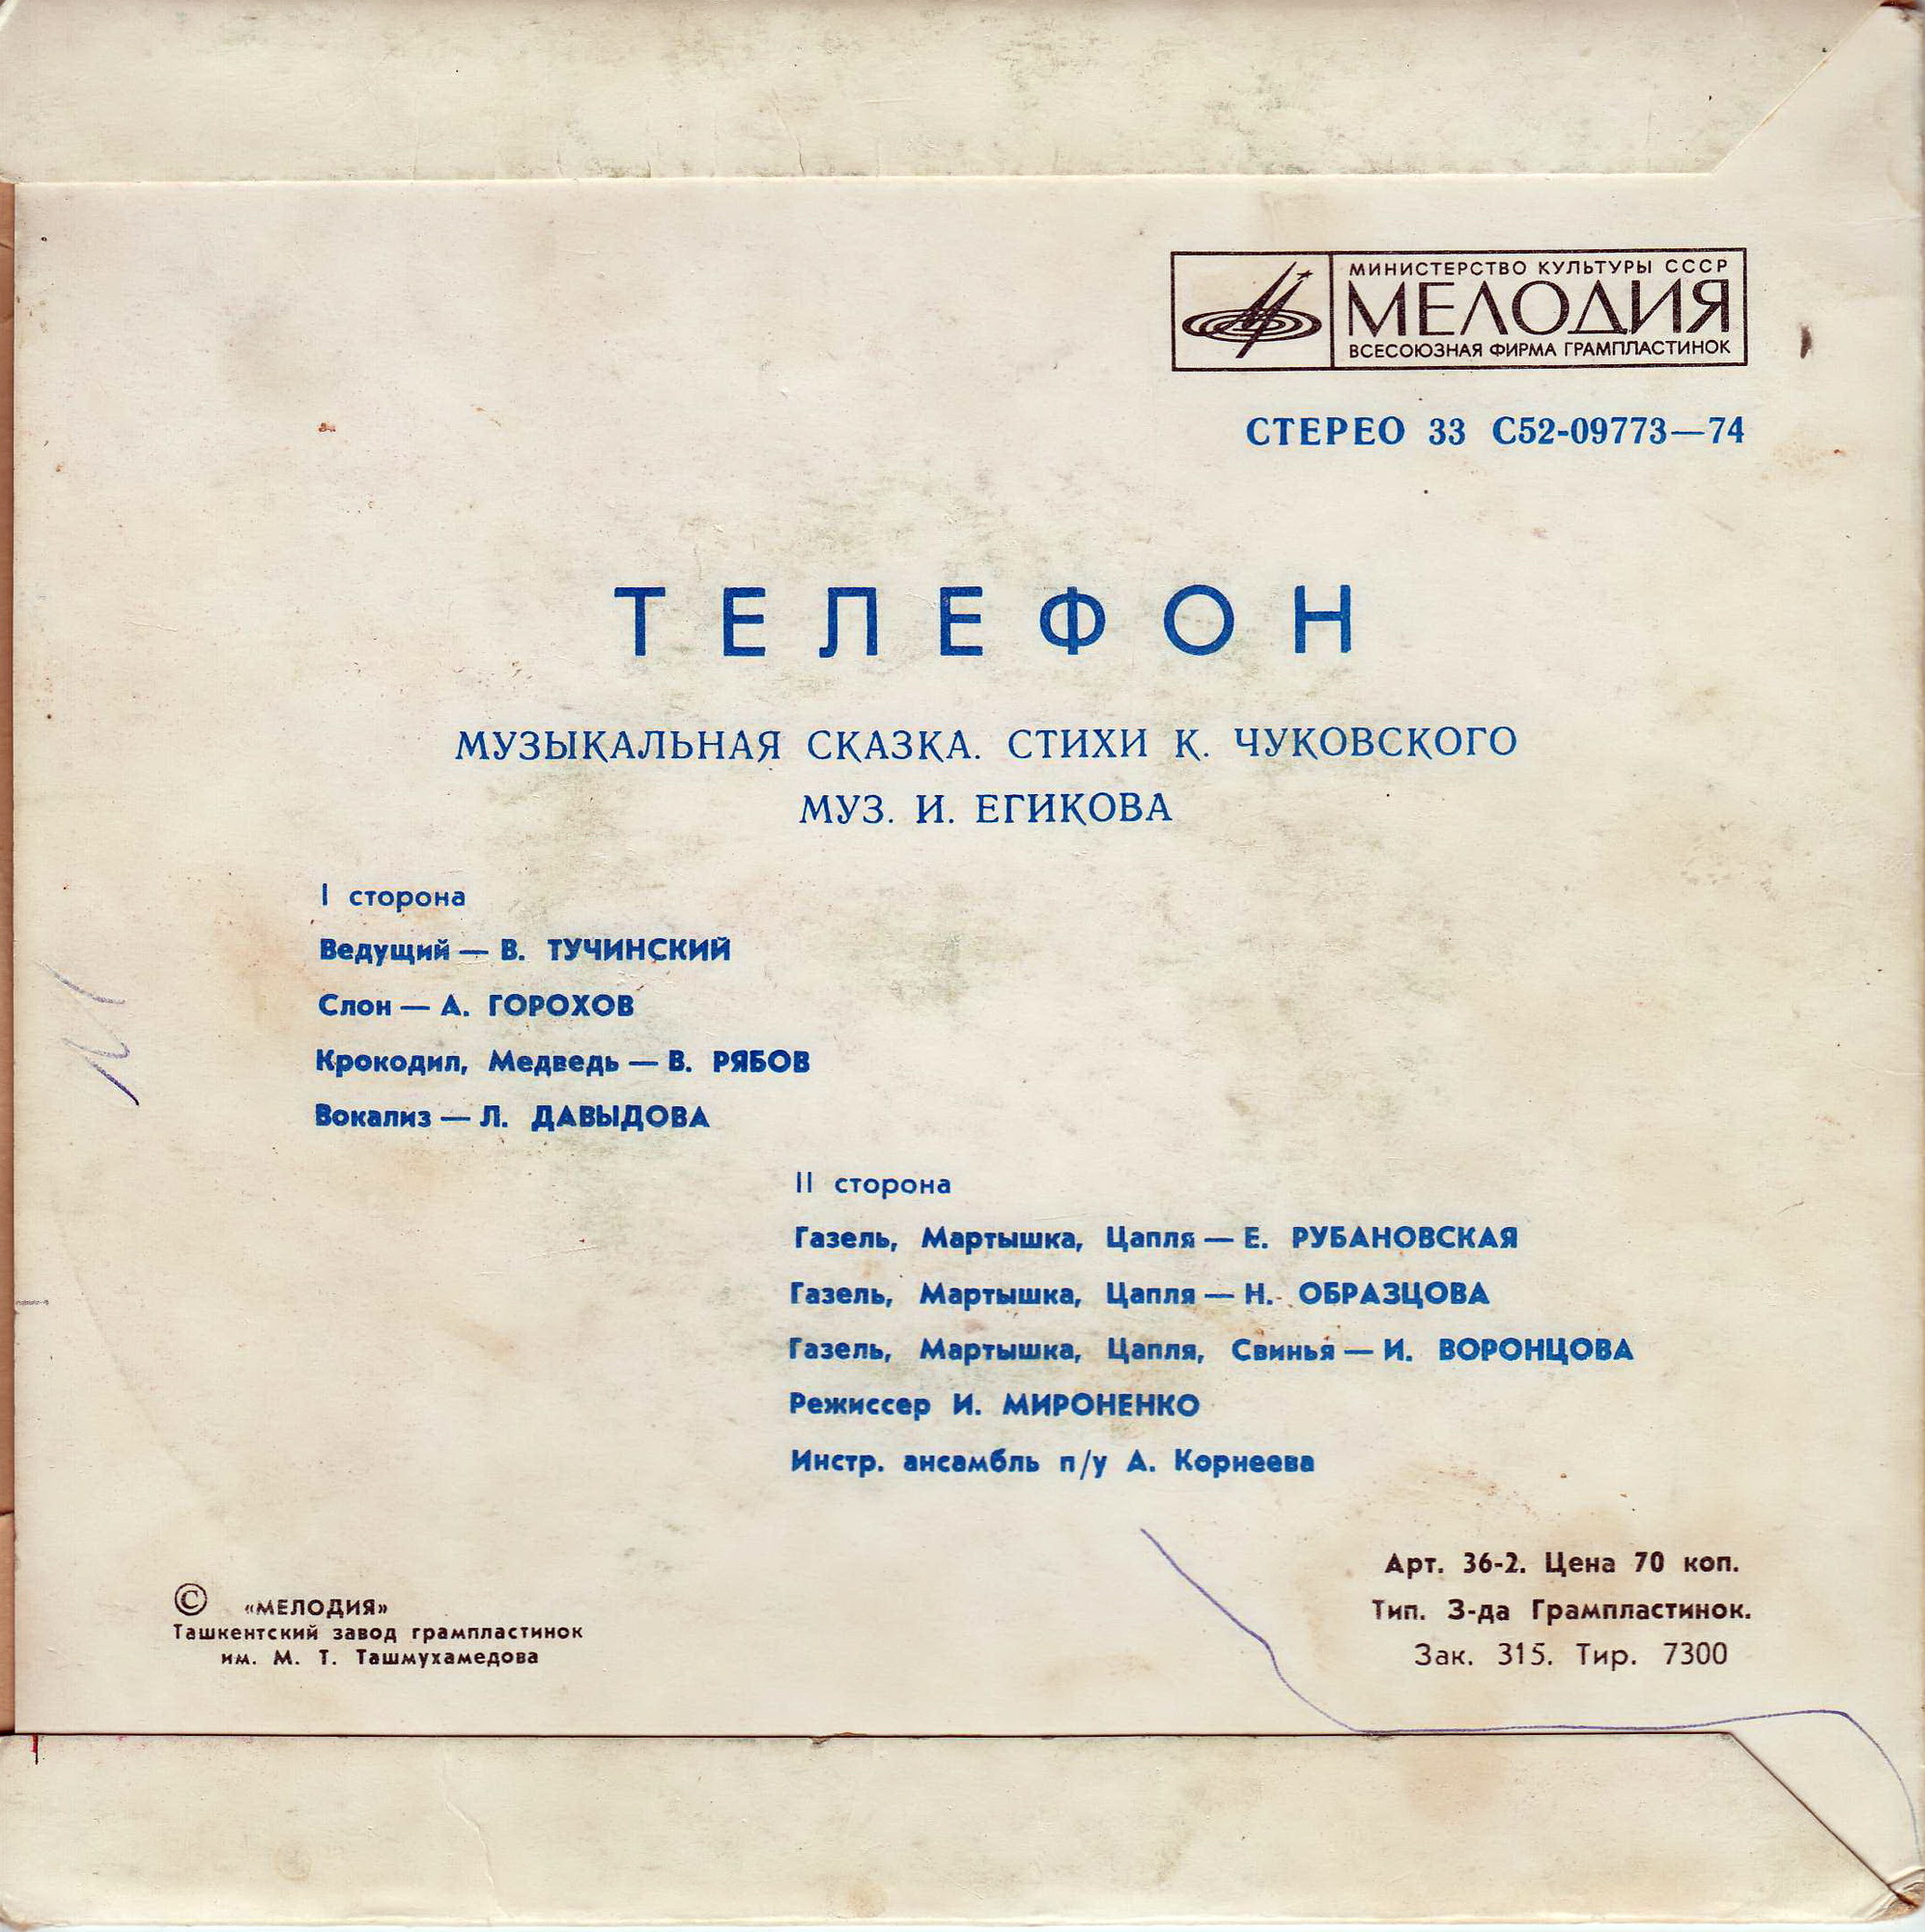 МИНИСТЕРСТВО КУЛЬТУРЫ СССР
МЕЛОДИЯ
ВСЕСОЮЗНАЯ ФИРМА ГРАМПЛАСТИНОК
СТЕРЕО 33 С52-09773—74
ТЕЛЕФОН
МУЗЫКАЛЬНАЯ СКАЗКА. СТИХИ К. ЧУКОВСКОГО
МУЗ. И. ЕГИКОВА
I сторона
Ведущий — В. ТУЧИНСКИЙ
Слон — А. ГОРОХОВ
Крокодил, Медведь — В. РЯБОВ
Вокализ — Л. ДАВЫДОВА
II сторона
Газель, Мартышка, Цапля — Е. РУБАНОВСКАЯ
Газель, Мартышка, Цапля — Н. ОБРАЗЦОВА
Газель, Мартышка, Цапля, Свинья — И. ВОРОНЦОВА
Режиссер И. МИРОНЕНКО
Инстр. ансамбль п/у А. Корнеева
Арт. 36-2. Цена 70 коп.
Тип. З-да Грампластинок.
Зак. 315. Тир. 7300
© «МЕЛОДИЯ»
Ташкентский завод грампластинок
им. М. Т. Ташмухамедова